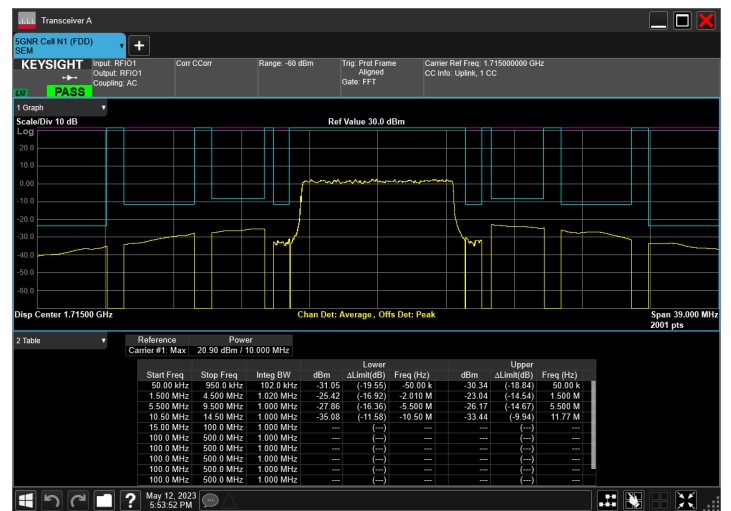 Transceiver A
5GNR Cell N1 (FDD)
SEM
KEYSIGHT
LXI
PASS
Input: RFIO1
Output: RFIO1
Coupling: AC
Corr CCorr
Range: -60 dBm
Trig: Prot Frame
Aligned
Gate: FFT
Carrier Ref Freq: 1.715000000 GHz
CC Info: Uplink, 1 CC
1 Graph
Scale/Div 10 dB
Ref Value 30.0 dBm
Log
20.0
10.0
0.00
-10.0
-20.0
-30.0
-40.0
-50.0
-60.0
Disp Center 1.71500 GHz
Chan Det: Average, Offs Det: Peak
Span 39.000 MHz
2001 pts
2 Table
Reference Power
Carrier #1: Max 20.90 dBm / 10.000 MHz
Lower Upper
Start Freq Stop Freq Integ BW dBm ΔLimit(dB) Freq (Hz) dBm ΔLimit(dB) Freq (Hz)
50.00 kHz 950.0 kHz 102.0 kHz -31.05 (-19.55) -50.00 k -30.34 (-18.84) 50.00 k
1.500 MHz 4.500 MHz 1.020 MHz -25.42 (-16.92) -2.010 M -23.04 (-14.54) 1.500 M
5.500 MHz 9.500 MHz 1.000 MHz -27.86 (-16.36) -5.500 M -26.17 (-14.67) 5.500 M
10.50 MHz 14.50 MHz 1.000 MHz -35.08 (-11.58) -10.50 M -33.44 (-9.94) 11.77 M
15.00 MHz 100.0 MHz 1.000 MHz --- (---) --- --- (---) ---
100.0 MHz 500.0 MHz 1.000 MHz --- (---) --- --- (---) ---
100.0 MHz 500.0 MHz 1.000 MHz --- (---) --- --- (---) ---
100.0 MHz 500.0 MHz 1.000 MHz --- (---) --- --- (---) ---
100.0 MHz 500.0 MHz 1.000 MHz --- (---) --- --- (---) ---
100.0 MHz 500.0 MHz 1.000 MHz --- (---) --- --- (---) ---
?
May 12, 2023
5:53:52 PM